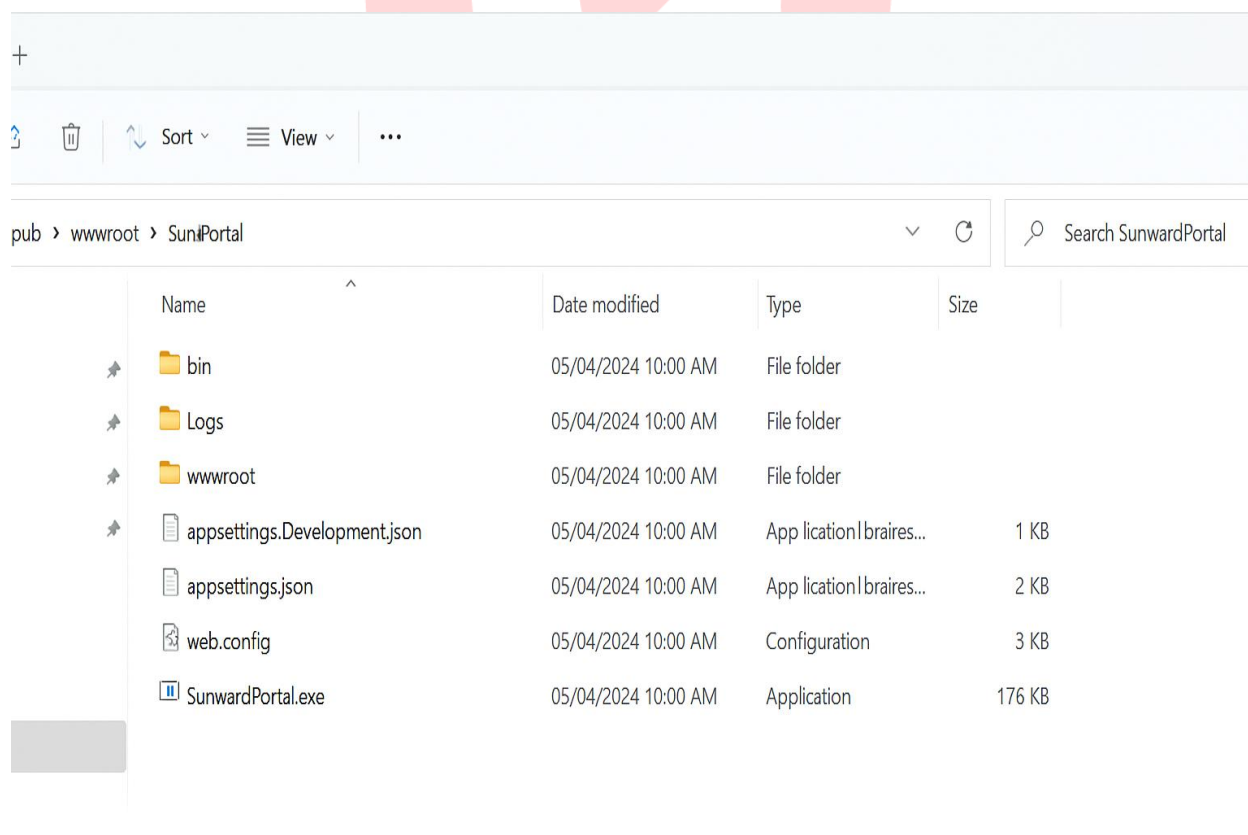 +
Sort View ...
pub › wwwroot › Sun Portal Search SunwardPortal
Name Date modified Type Size
bin 05/04/2024 10:00 AM File folder
Logs 05/04/2024 10:00 AM File folder
wwwroot 05/04/2024 10:00 AM File folder
appsettings.Development.json 05/04/2024 10:00 AM App licationl braires... 1 KB
appsettings.json 05/04/2024 10:00 AM App licationl braires... 2 KB
web.config 05/04/2024 10:00 AM Configuration 3 KB
SunwardPortal.exe 05/04/2024 10:00 AM Application 176 KB